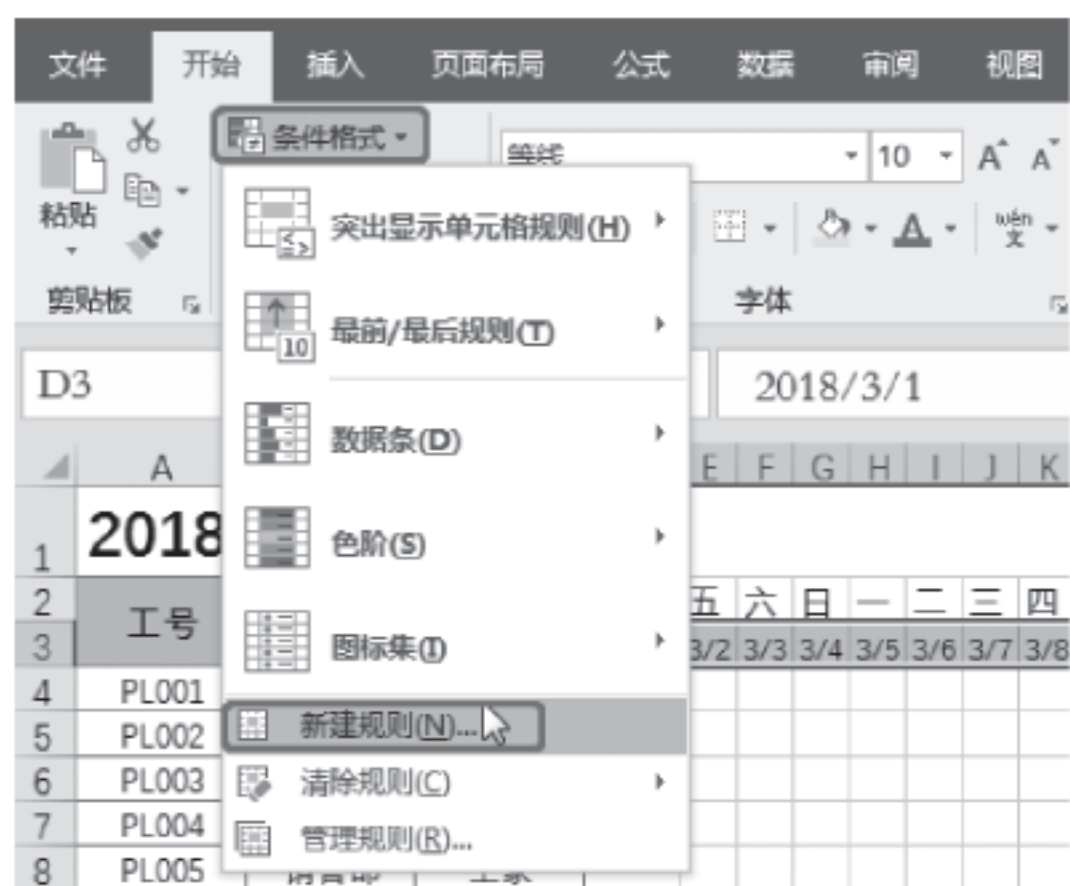 文件 开始 插入 页面布局 公式 数据 审阅 视图
条件格式
等线 10 A A
粘贴
突出显示单元格规则(H)
A wén 文
剪贴板 字体
最前/最后规则(T)
10
D3 2018/3/1
数据条(D)
A E F G H I J K
1 2018
色阶(S)
2 工号 五 六 日 一 二 三 四
图标集(I)
3 3/2 3/3 3/4 3/5 3/6 3/7 3/8
4 PL001
新建规则(N)...
5 PL002
6 PL003
清除规则(C)
7 PL004
管理规则(R)...
8 PL005